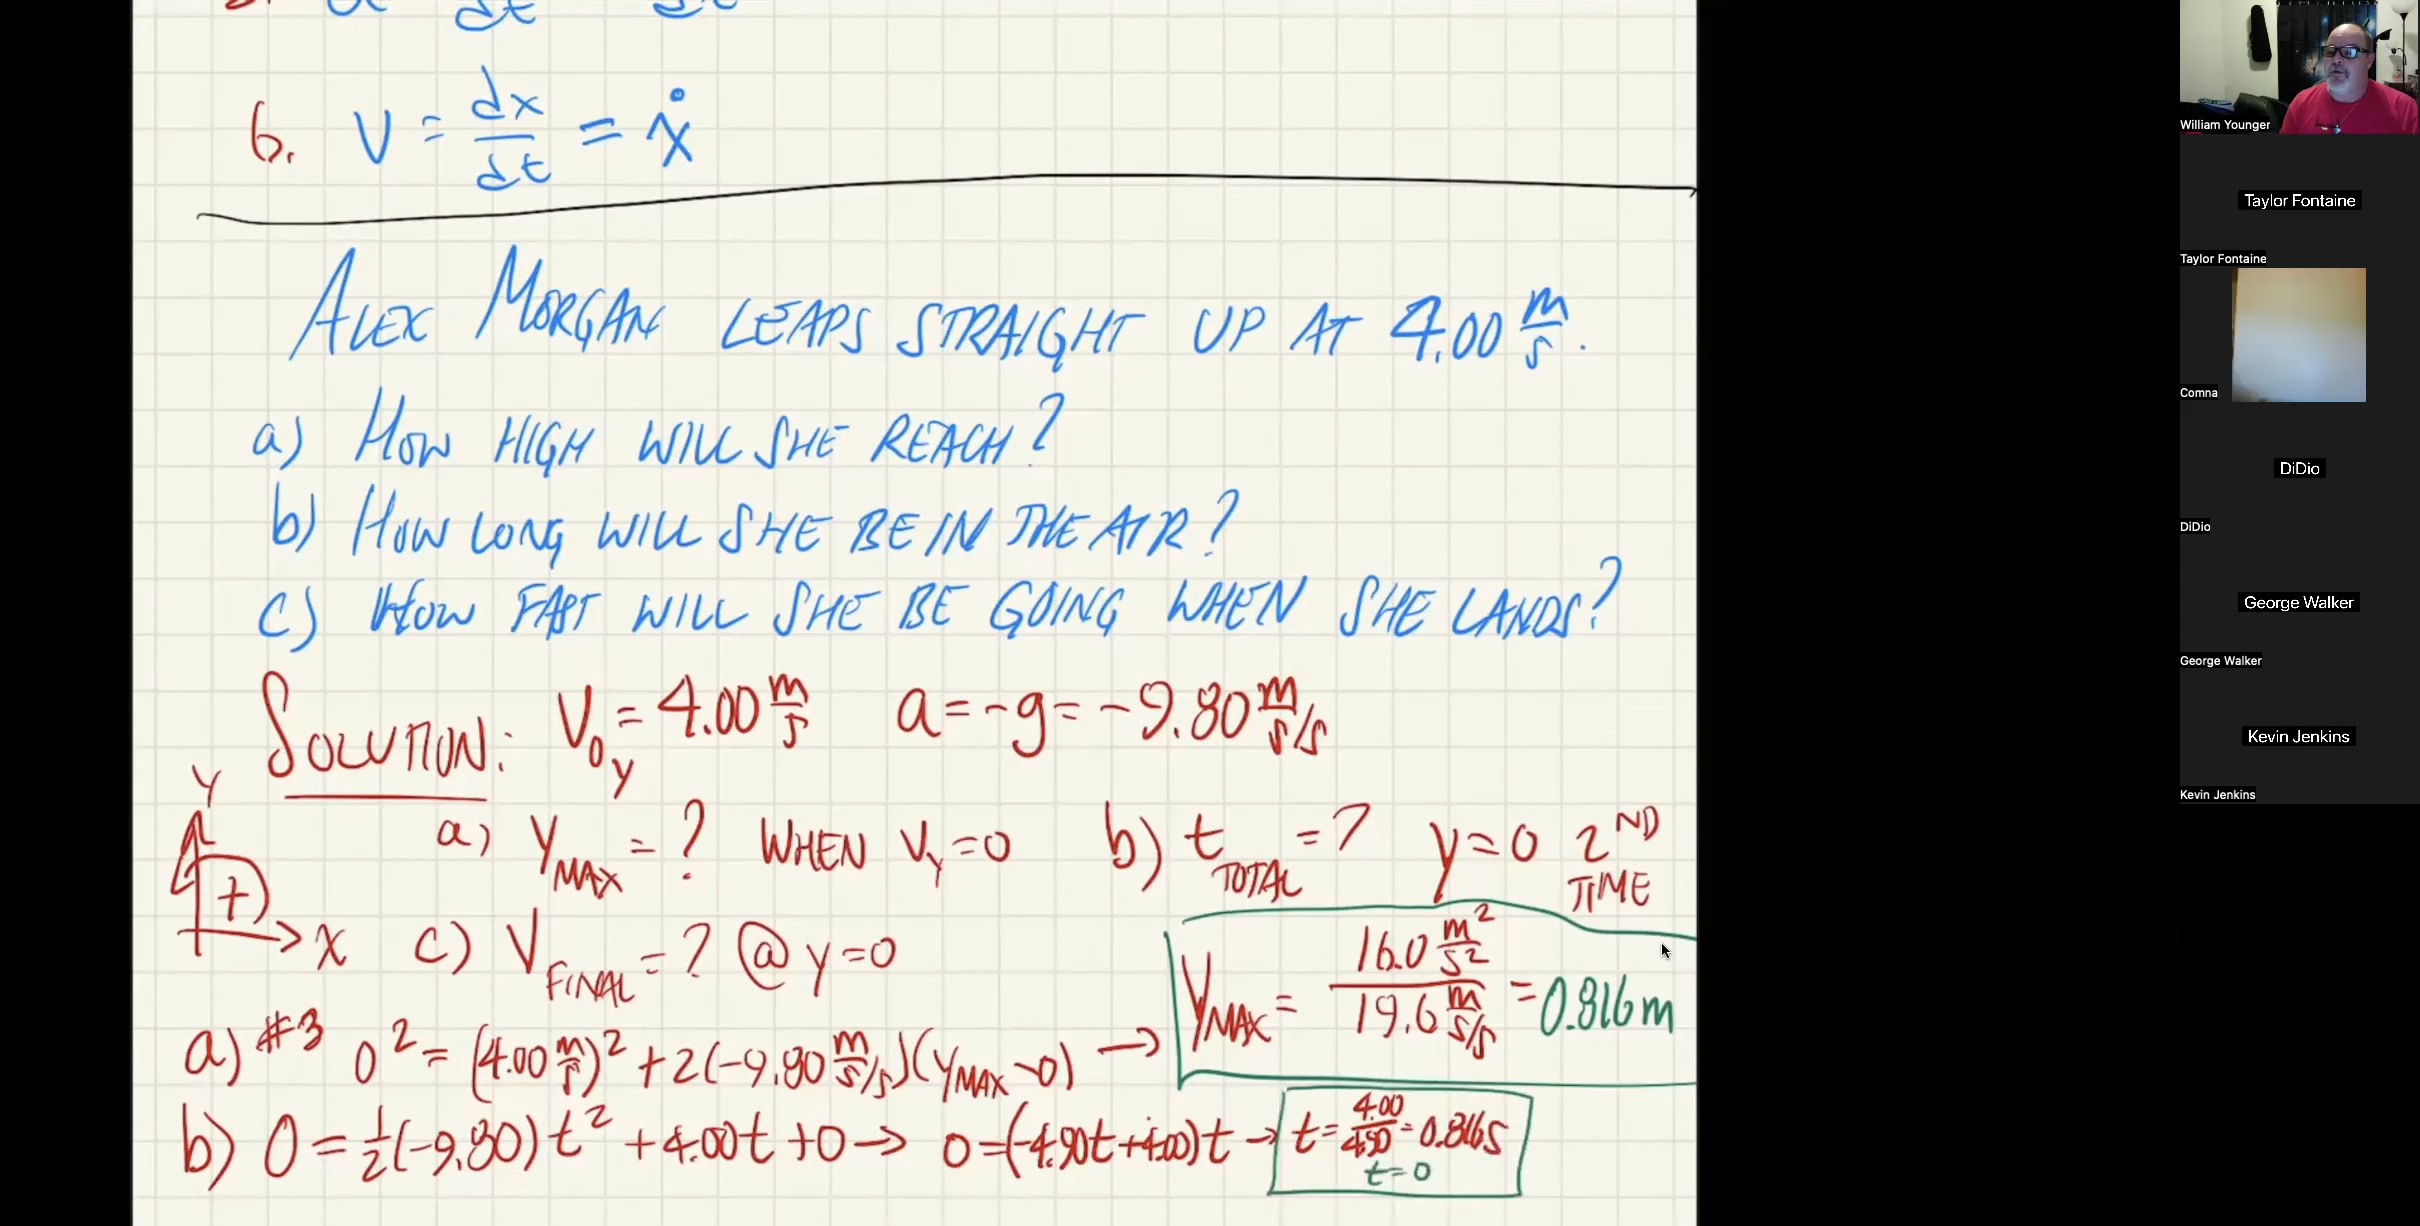 6. V = dx/dt = ẋ
ALEX MORGAN LEAPS STRAIGHT UP AT 4.00 m/s.
a) HOW HIGH WILL SHE REACH?
b) HOW LONG WILL SHE BE IN THE AIR?
c) HOW FAST WILL SHE BE GOING WHEN SHE LANDS?
SOLUTION: V₀y = 4.00 m/s a = -g = -9.80 m/s/s
Y
X
+
a) YMAX = ? WHEN Vy = 0
b) tTOTAL = ? y = 0 2ND TIME
c) VFINAL = ? @ y = 0
a) #3 0² = (4.00 m/s)² + 2(-9.80 m/s/s)(YMAX - 0) →
YMAX = 16.0 m²/s² / 19.6 m/s/s = 0.816 m
b) 0 = ½(-9.80)t² + 4.00t + 0 → 0 = (-4.90t + 4.00)t → t = 4.00/4.90 = 0.816 s
t = 0
William Younger
Taylor Fontaine
Taylor Fontaine
Comna
DiDio
DiDio
George Walker
George Walker
Kevin Jenkins
Kevin Jenkins